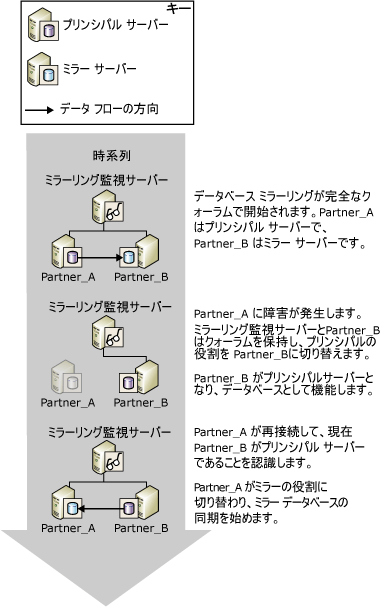 キー
プリンシパル サーバー
ミラー サーバー
データ フローの方向
時系列
ミラーリング監視サーバー
Partner_A
Partner_B
データベース ミラーリングが完全なク
ォーラムで開始されます。Partner_A
はプリンシパル サーバーで、
Partner_B はミラー サーバーです。
ミラーリング監視サーバー
Partner_A
Partner_B
Partner_A に障害が発生します。
ミラーリング監視サーバーとPartner_B
はクォーラムを保持し、プリンシパルの
役割を Partner_Bに切り替えます。
Partner_B がプリンシパルサーバーと
なり、データベースとして機能します。
ミラーリング監視サーバー
Partner_A
Partner_B
Partner_A が再接続して、現在
Partner_B がプリンシパル サーバー
であることを認識します。
Partner_A がミラーの役割に
切り替わり、ミラー データベースの
同期を始めます。